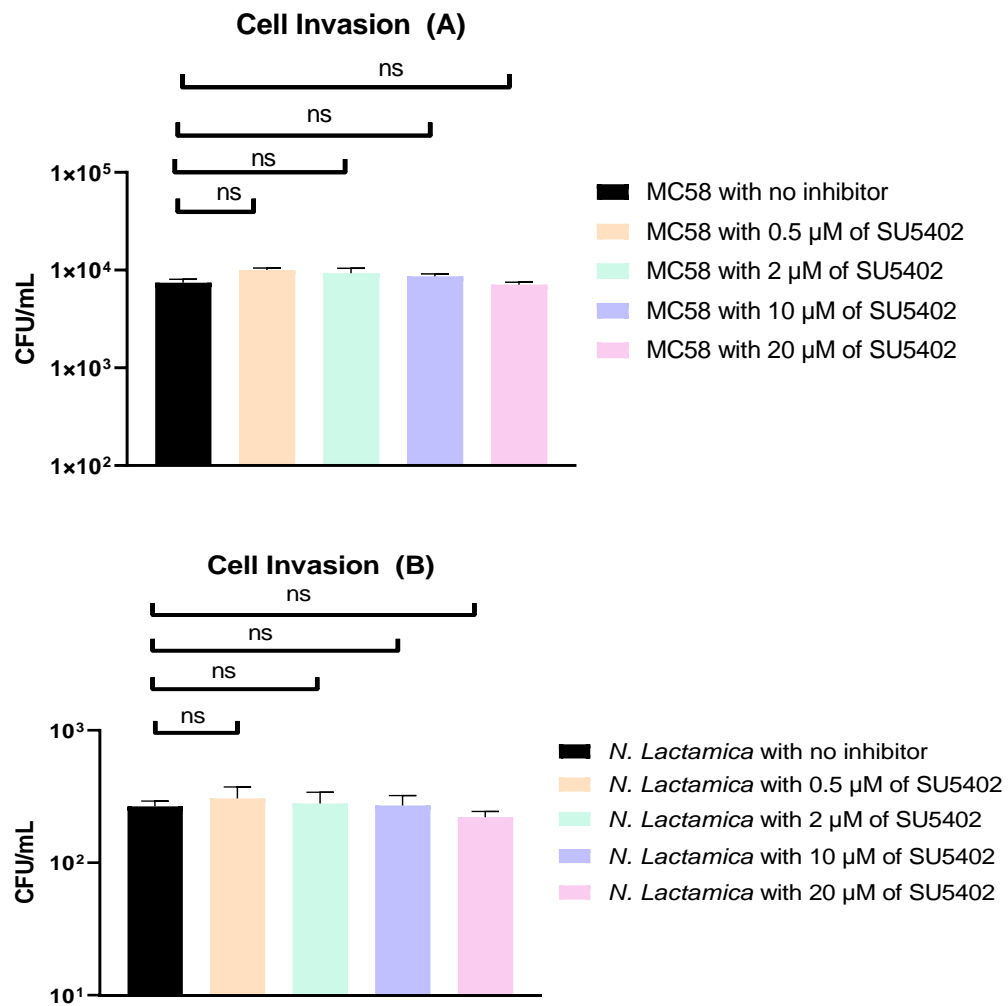 Cell Invasion (A)
ns
ns
ns
ns
1×10⁵
1×10⁴
1×10³
1×10²
CFU/mL
MC58 with no inhibitor
MC58 with 0.5 µM of SU5402
MC58 with 2 µM of SU5402
MC58 with 10 µM of SU5402
MC58 with 20 µM of SU5402
Cell Invasion (B)
ns
ns
ns
ns
10³
10²
10¹
CFU/mL
N. Lactamica with no inhibitor
N. Lactamica with 0.5 µM of SU5402
N. Lactamica with 2 µM of SU5402
N. Lactamica with 10 µM of SU5402
N. Lactamica with 20 µM of SU5402